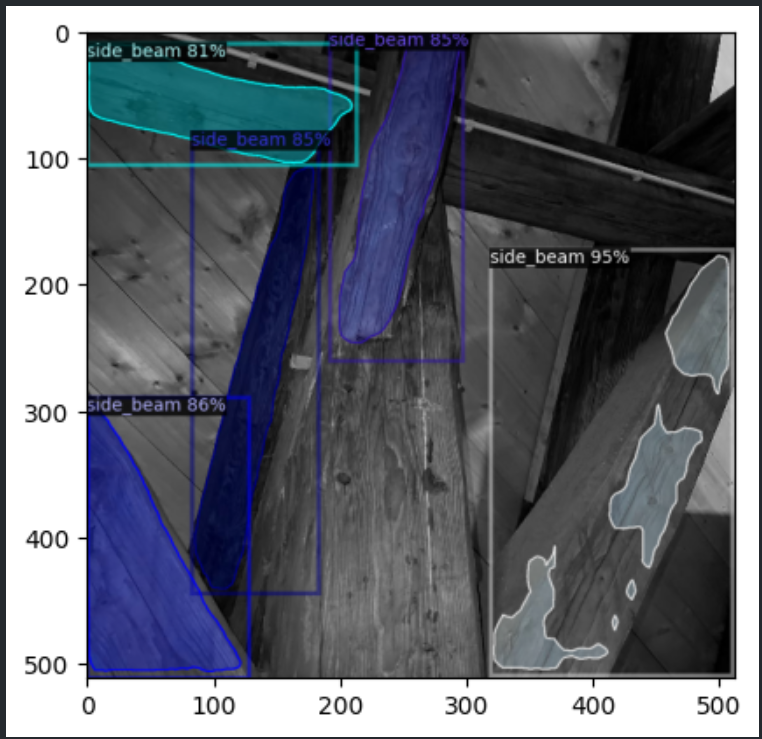 0
100
200
300
400
500
side_beam 81%
side_beam 85%
side_beam 85%
side_beam 95%
side_beam 86%
0 100 200 300 400 500